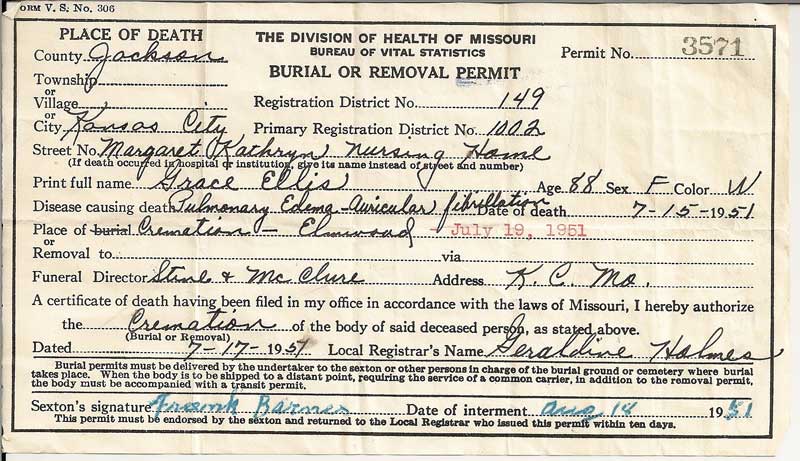 FORM V. S. No. 306
PLACE OF DEATH
County Jackson
Township
or
Village
or
City Kansas City
THE DIVISION OF HEALTH OF MISSOURI
BUREAU OF VITAL STATISTICS
BURIAL OR REMOVAL PERMIT
Permit No. 3571
Registration District No. 149
Primary Registration District No. 1002
Street No. Margaret Kathryn Nursing Home
(If death occurred in hospital or institution, give its name instead of street and number)
Print full name Grace Ellis Age 88 Sex F Color W
Disease causing death Pulmonary Edema - Auricular fibrillation Date of death 7-15-1951
Place of burial Cremation - Elmwood - July 19, 1951
or
Removal to via
Funeral Director Stine & McClure Address K.C. Mo.
A certificate of death having been filed in my office in accordance with the laws of Missouri, I hereby authorize
the Cremation of the body of said deceased person, as stated above.
(Burial or Removal)
Dated 7-17-1951 Local Registrar's Name Geraldine Holmes
Burial permits must be delivered by the undertaker to the sexton or other persons in charge of the burial ground or cemetery where burial
takes place. When the body is to be shipped to a distant point, requiring the service of a common carrier, in addition to the removal permit,
the body must be accompanied with a transit permit.
Sexton's signature Frank Barnes Date of interment Aug 18 1951
This permit must be endorsed by the sexton and returned to the Local Registrar who issued this permit within ten days.